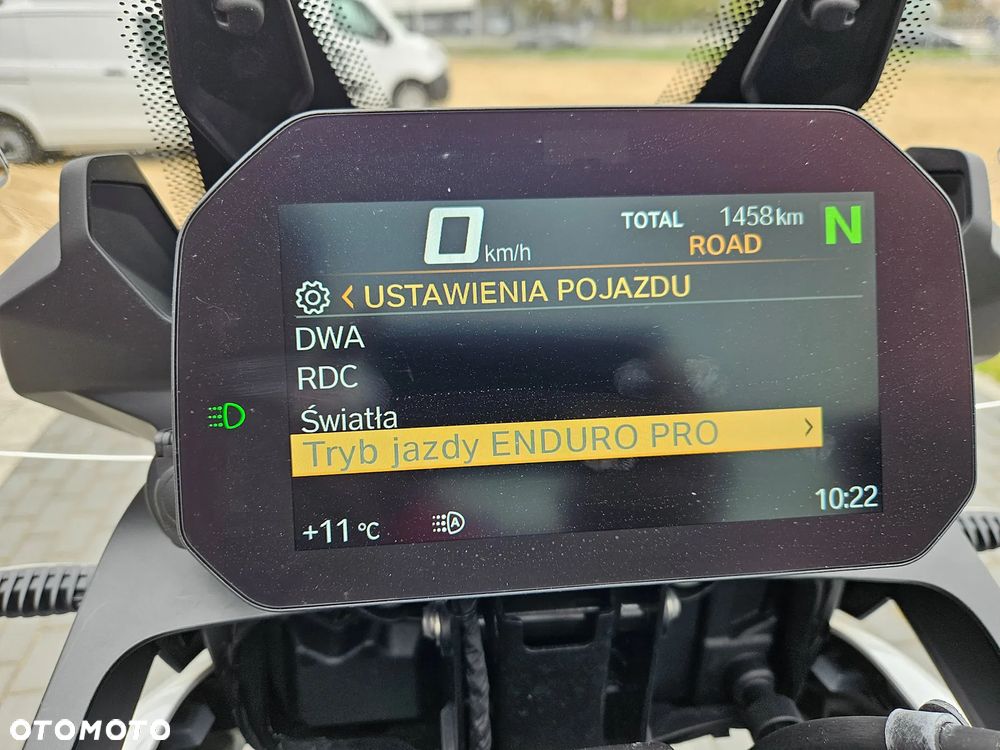 0 km/h TOTAL 1458 km N
ROAD
USTAWIENIA POJAZDU
DWA
RDC
Światła
Tryb jazdy ENDURO PRO
+11 °C A 10:22
OTOMOTO